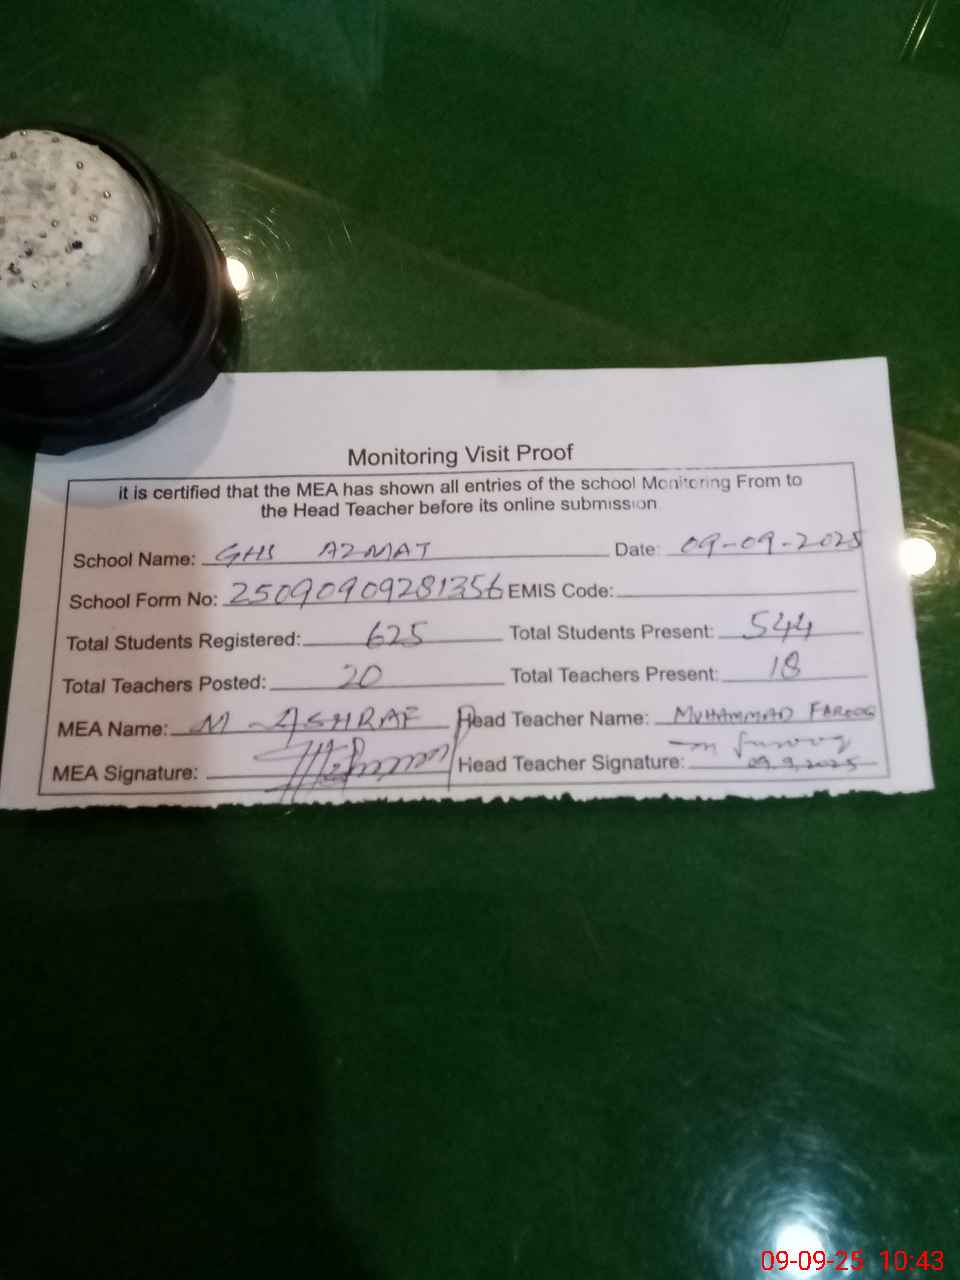 Monitoring Visit Proof
it is certified that the MEA has shown all entries of the school Monitoring From to
the Head Teacher before its online submission
School Name: GHS AZMAT Date: 09-09-2025
School Form No: 25090909281356 EMIS Code:
Total Students Registered: 625 Total Students Present: 544
Total Teachers Posted: 20 Total Teachers Present: 18
MEA Name: M-ASHRAF Head Teacher Name: MUHAMMAD FAROOQ
MEA Signature: Head Teacher Signature: m farooq
09.9.2025
09-09-25 10:43